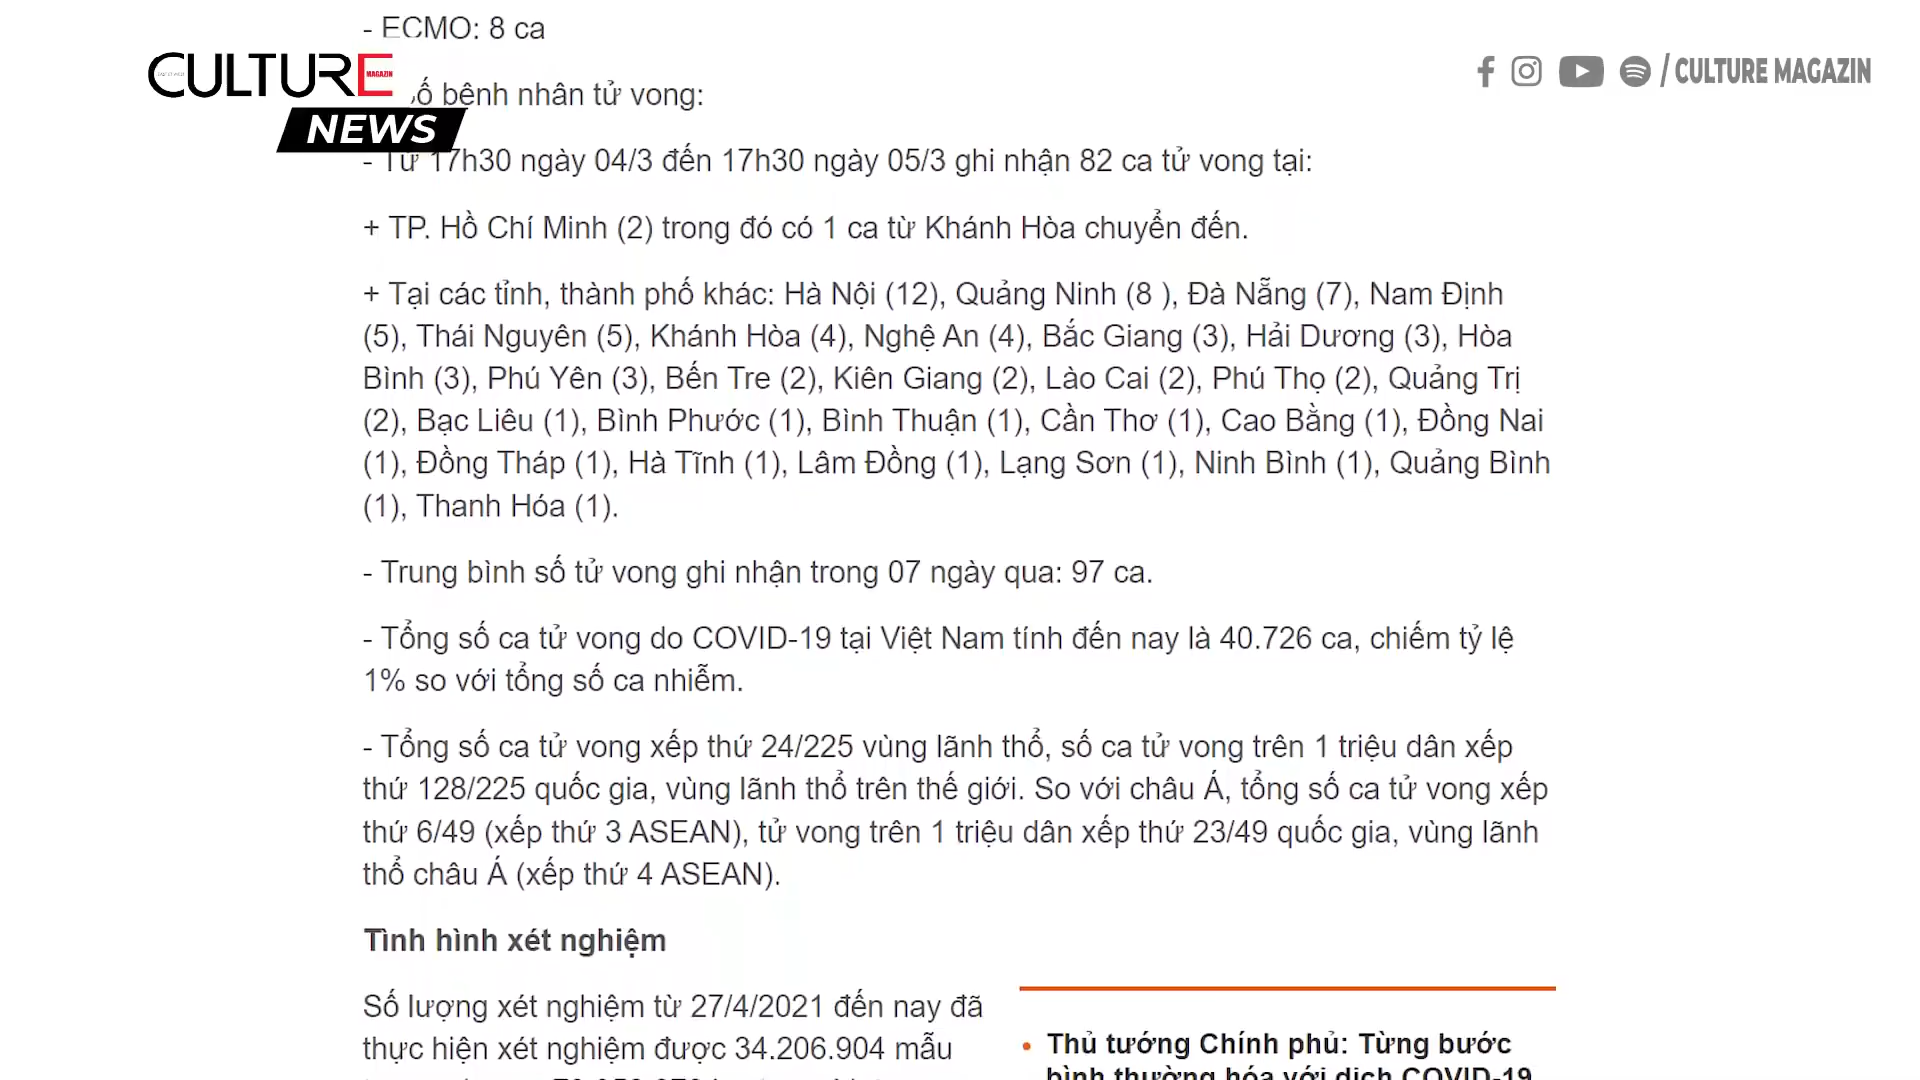 - ECMO: 8 ca
CULTURE
MAGAZIN
NEWS
/ CULTURE MAGAZIN
bệnh nhân tử vong:
- Từ 17h30 ngày 04/3 đến 17h30 ngày 05/3 ghi nhận 82 ca tử vong tại:
+ TP. Hồ Chí Minh (2) trong đó có 1 ca từ Khánh Hòa chuyển đến.
+ Tại các tỉnh, thành phố khác: Hà Nội (12), Quảng Ninh (8 ), Đà Nẵng (7), Nam Định
(5), Thái Nguyên (5), Khánh Hòa (4), Nghệ An (4), Bắc Giang (3), Hải Dương (3), Hòa
Bình (3), Phú Yên (3), Bến Tre (2), Kiên Giang (2), Lào Cai (2), Phú Thọ (2), Quảng Trị
(2), Bạc Liêu (1), Bình Phước (1), Bình Thuận (1), Cần Thơ (1), Cao Bằng (1), Đồng Nai
(1), Đồng Tháp (1), Hà Tĩnh (1), Lâm Đồng (1), Lạng Sơn (1), Ninh Bình (1), Quảng Bình
(1), Thanh Hóa (1).
- Trung bình số tử vong ghi nhận trong 07 ngày qua: 97 ca.
- Tổng số ca tử vong do COVID-19 tại Việt Nam tính đến nay là 40.726 ca, chiếm tỷ lệ
1% so với tổng số ca nhiễm.
- Tổng số ca tử vong xếp thứ 24/225 vùng lãnh thổ, số ca tử vong trên 1 triệu dân xếp
thứ 128/225 quốc gia, vùng lãnh thổ trên thế giới. So với châu Á, tổng số ca tử vong xếp
thứ 6/49 (xếp thứ 3 ASEAN), tử vong trên 1 triệu dân xếp thứ 23/49 quốc gia, vùng lãnh
thổ châu Á (xếp thứ 4 ASEAN).
Tình hình xét nghiệm
Số lượng xét nghiệm từ 27/4/2021 đến nay đã
thực hiện xét nghiệm được 34.206.904 mẫu
• Thủ tướng Chính phủ: Từng bước
bình thường hóa với dịch COVID-19